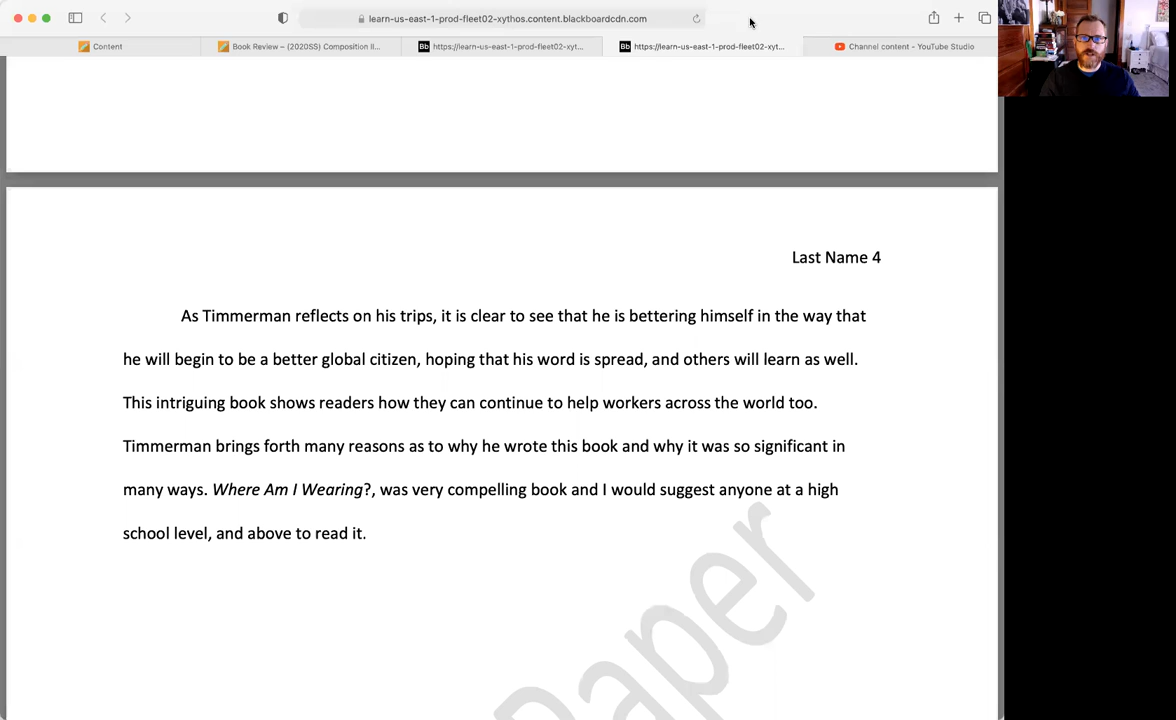 learn-us-east-1-prod-fleet02-xythos.content.blackboardcdn.com
Content
Book Review – (2020SS) Composition II...
Bb https://learn-us-east-1-prod-fleet02-xyt...
Bb https://learn-us-east-1-prod-fleet02-xyt...
Channel content - YouTube Studio
Last Name 4
As Timmerman reflects on his trips, it is clear to see that he is bettering himself in the way that
he will begin to be a better global citizen, hoping that his word is spread, and others will learn as well.
This intriguing book shows readers how they can continue to help workers across the world too.
Timmerman brings forth many reasons as to why he wrote this book and why it was so significant in
many ways. Where Am I Wearing?, was very compelling book and I would suggest anyone at a high
school level, and above to read it.
Paper